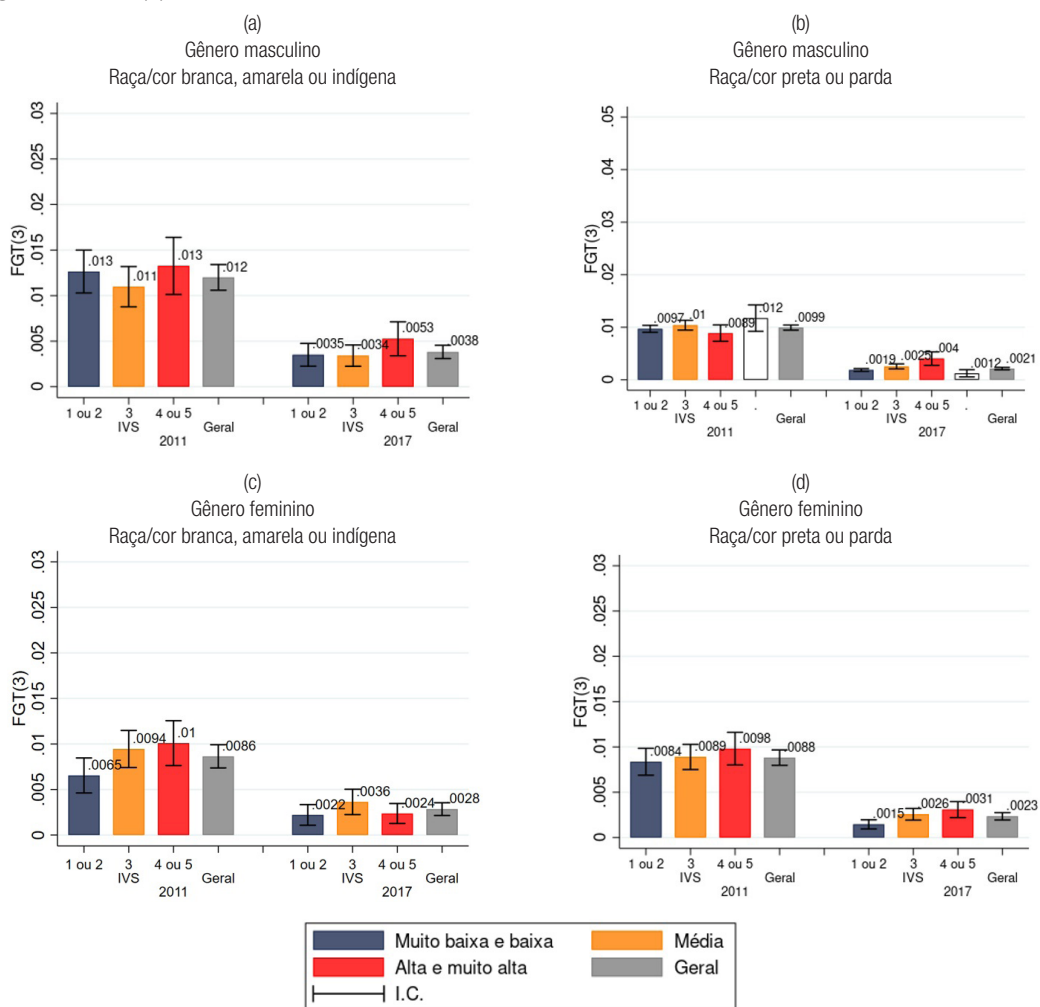 (a)
Gênero masculino
Raça/cor branca, amarela ou indígena
FGT(3)
.03
.025
.02
.015
.01
.005
0
.013
.011
.013
.012
.0035
.0034
.0053
.0038
1 ou 2
3
4 ou 5
Geral
1 ou 2
3
4 ou 5
Geral
IVS
IVS
2011
2017
(b)
Gênero masculino
Raça/cor preta ou parda
FGT(3)
.05
.04
.03
.02
.01
0
.0097
.01
.0089
.012
.0099
.0019
.0025
.004
.0012
.0021
1 ou 2
3
4 ou 5
.
Geral
1 ou 2
3
4 ou 5
.
Geral
IVS
IVS
2011
2017
(c)
Gênero feminino
Raça/cor branca, amarela ou indígena
FGT(3)
.03
.025
.02
.015
.01
.005
0
.0065
.0094
.01
.0086
.0022
.0036
.0024
.0028
1 ou 2
3
4 ou 5
Geral
1 ou 2
3
4 ou 5
Geral
IVS
IVS
2011
2017
(d)
Gênero feminino
Raça/cor preta ou parda
FGT(3)
.03
.025
.02
.015
.01
.005
0
.0084
.0089
.0098
.0088
.0015
.0026
.0031
.0023
1 ou 2
3
4 ou 5
Geral
1 ou 2
3
4 ou 5
Geral
IVS
IVS
2011
2017
Muito baixa e baixa
Média
Alta e muito alta
Geral
I.C.